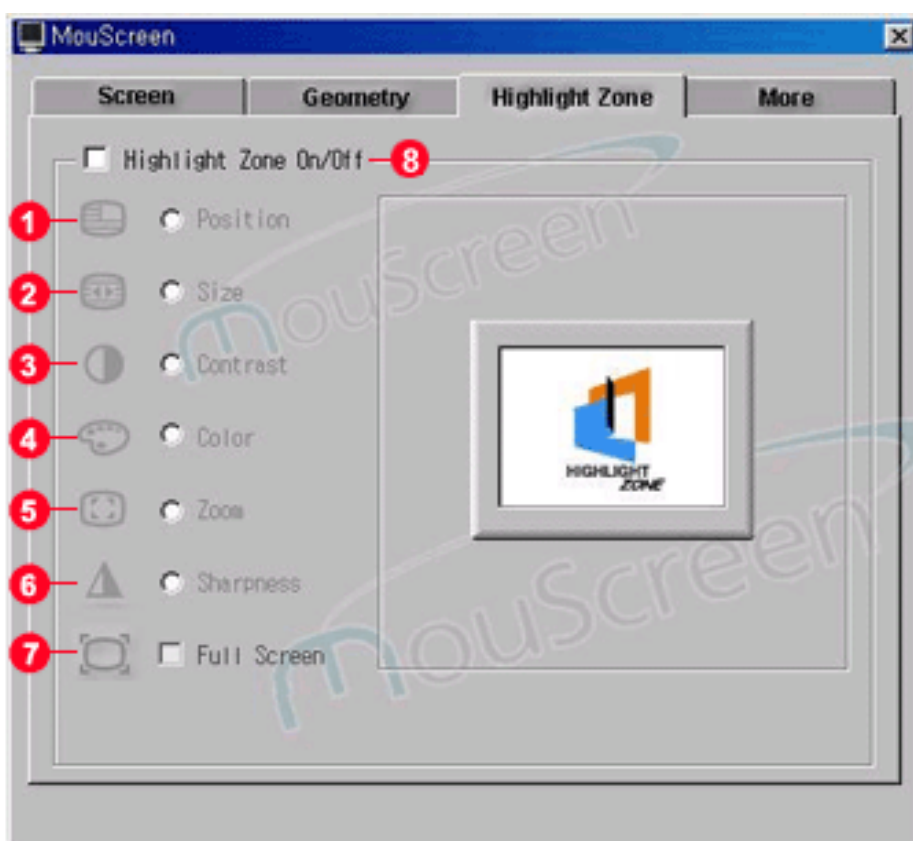 MouScreen
Screen Geometry Highlight Zone More
Highlight Zone On/Off 8
1 Position
2 Size
3 Contrast
4 Color
5 Zoom
6 Sharpness
7 Full Screen
HIGHLIGHT
ZONE
MouScreen
MouScreen